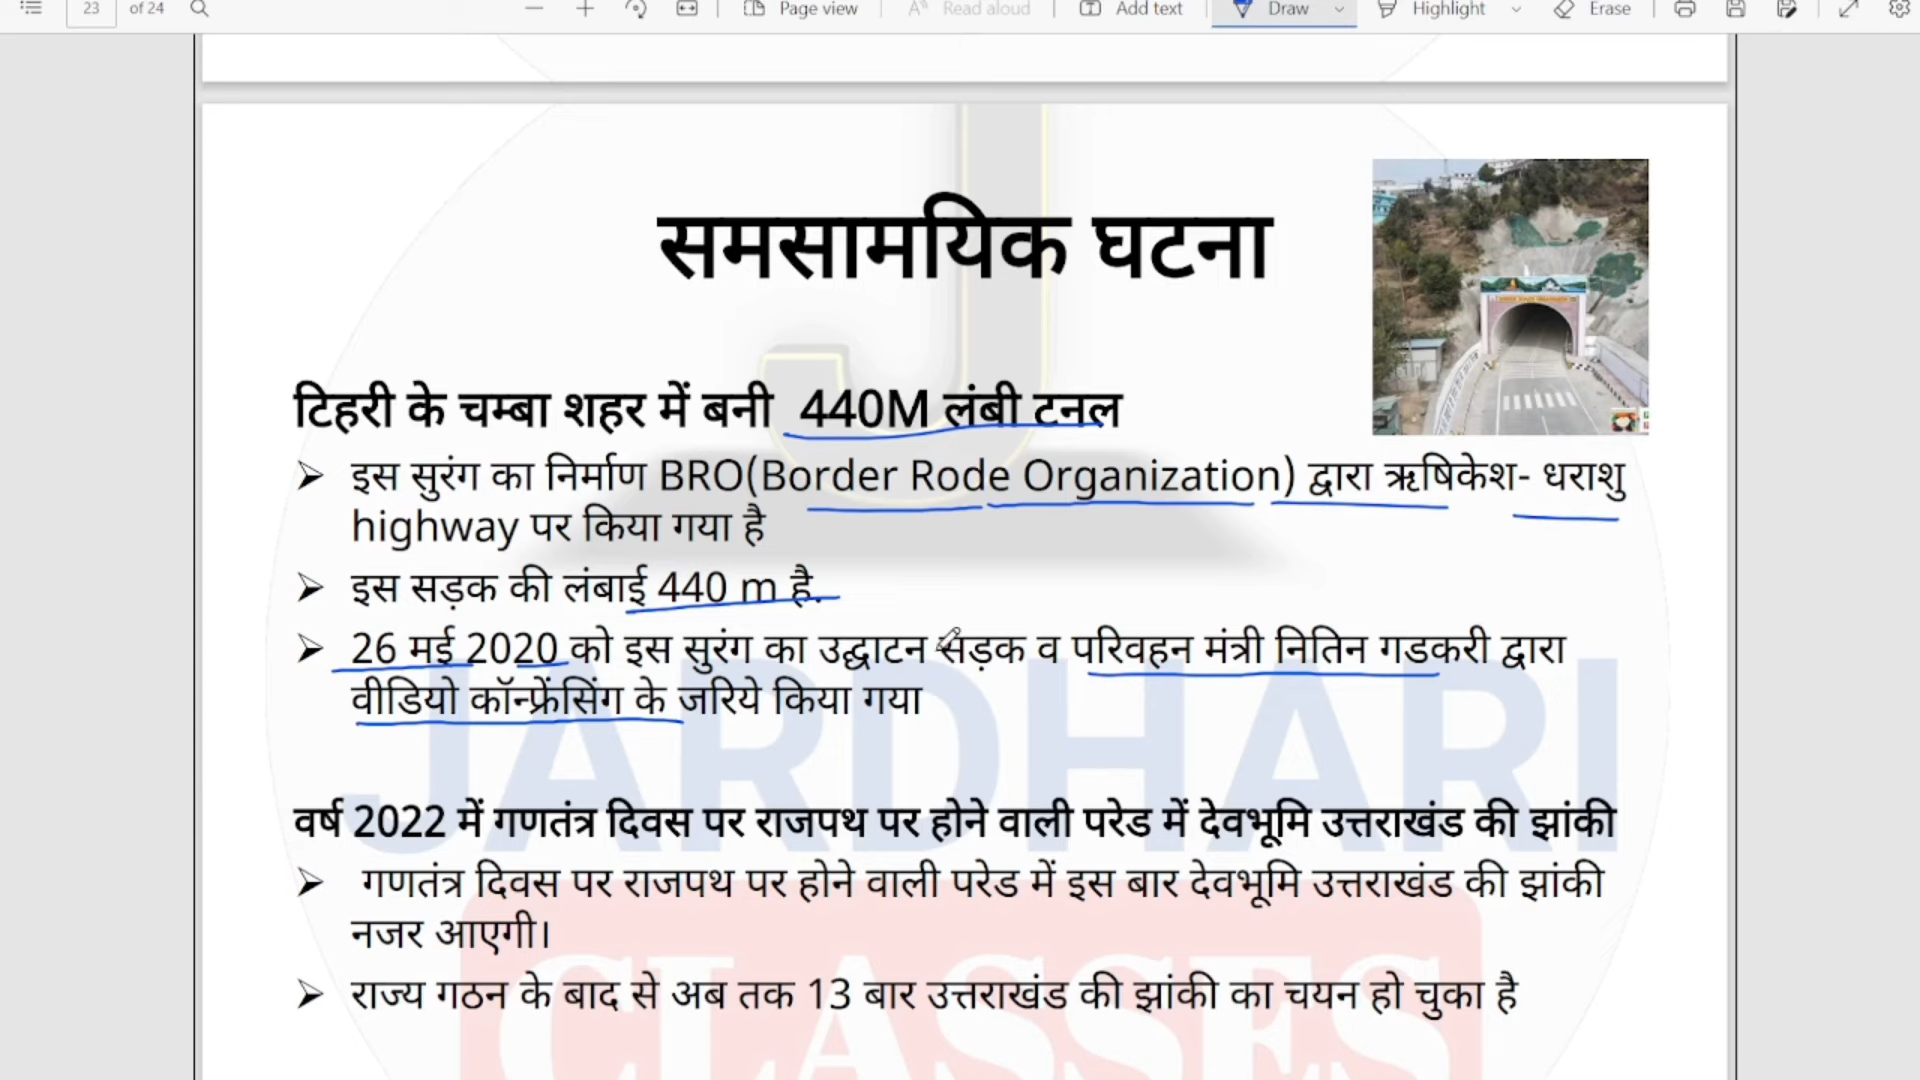 23 of 24 Page view Read aloud Add text Draw Highlight Erase
समसामयिक घटना
टिहरी के चम्बा शहर में बनी 440M लंबी टनल
इस सुरंग का निर्माण BRO(Border Rode Organization) द्वारा ऋषिकेश- धराशु
highway पर किया गया है
इस सड़क की लंबाई 440 m है.
26 मई 2020 को इस सुरंग का उद्घाटन सड़क व परिवहन मंत्री नितिन गडकरी द्वारा
वीडियो कॉन्फ्रेंसिंग के जरिये किया गया
वर्ष 2022 में गणतंत्र दिवस पर राजपथ पर होने वाली परेड में देवभूमि उत्तराखंड की झांकी
गणतंत्र दिवस पर राजपथ पर होने वाली परेड में इस बार देवभूमि उत्तराखंड की झांकी
नजर आएगी।
राज्य गठन के बाद से अब तक 13 बार उत्तराखंड की झांकी का चयन हो चुका है
JARDHARI
CLASSES